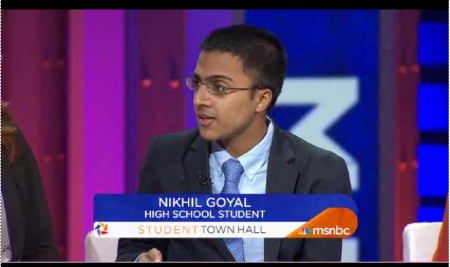 NIKHIL GOYAL
HIGH SCHOOL STUDENT
STUDENT TOWN HALL
msnbc